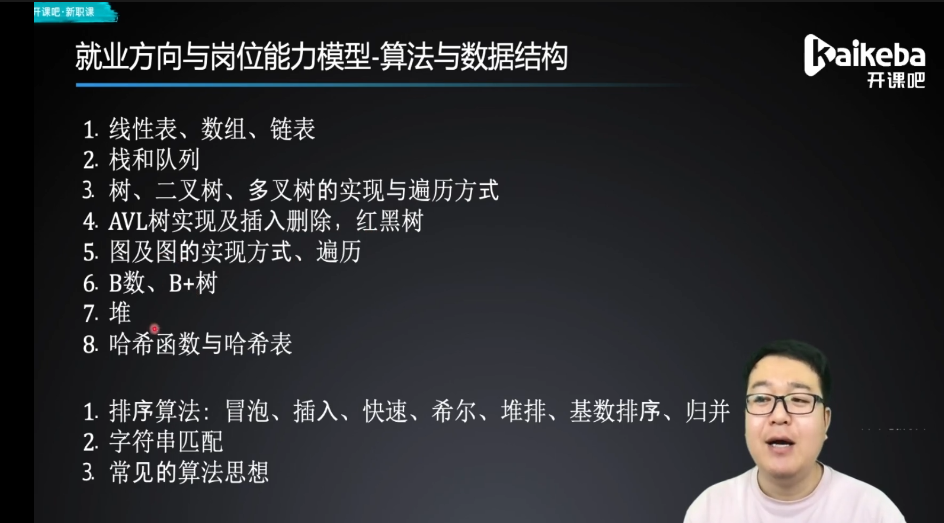 开课吧·新职课
就业方向与岗位能力模型-算法与数据结构
Kaikeba
开课吧
1. 线性表、数组、链表
2. 栈和队列
3. 树、二叉树、多叉树的实现与遍历方式
4. AVL树实现及插入删除，红黑树
5. 图及图的实现方式、遍历
6. B数、B+树
7. 堆
8. 哈希函数与哈希表
1. 排序算法：冒泡、插入、快速、希尔、堆排、基数排序、归并
2. 字符串匹配
3. 常见的算法思想